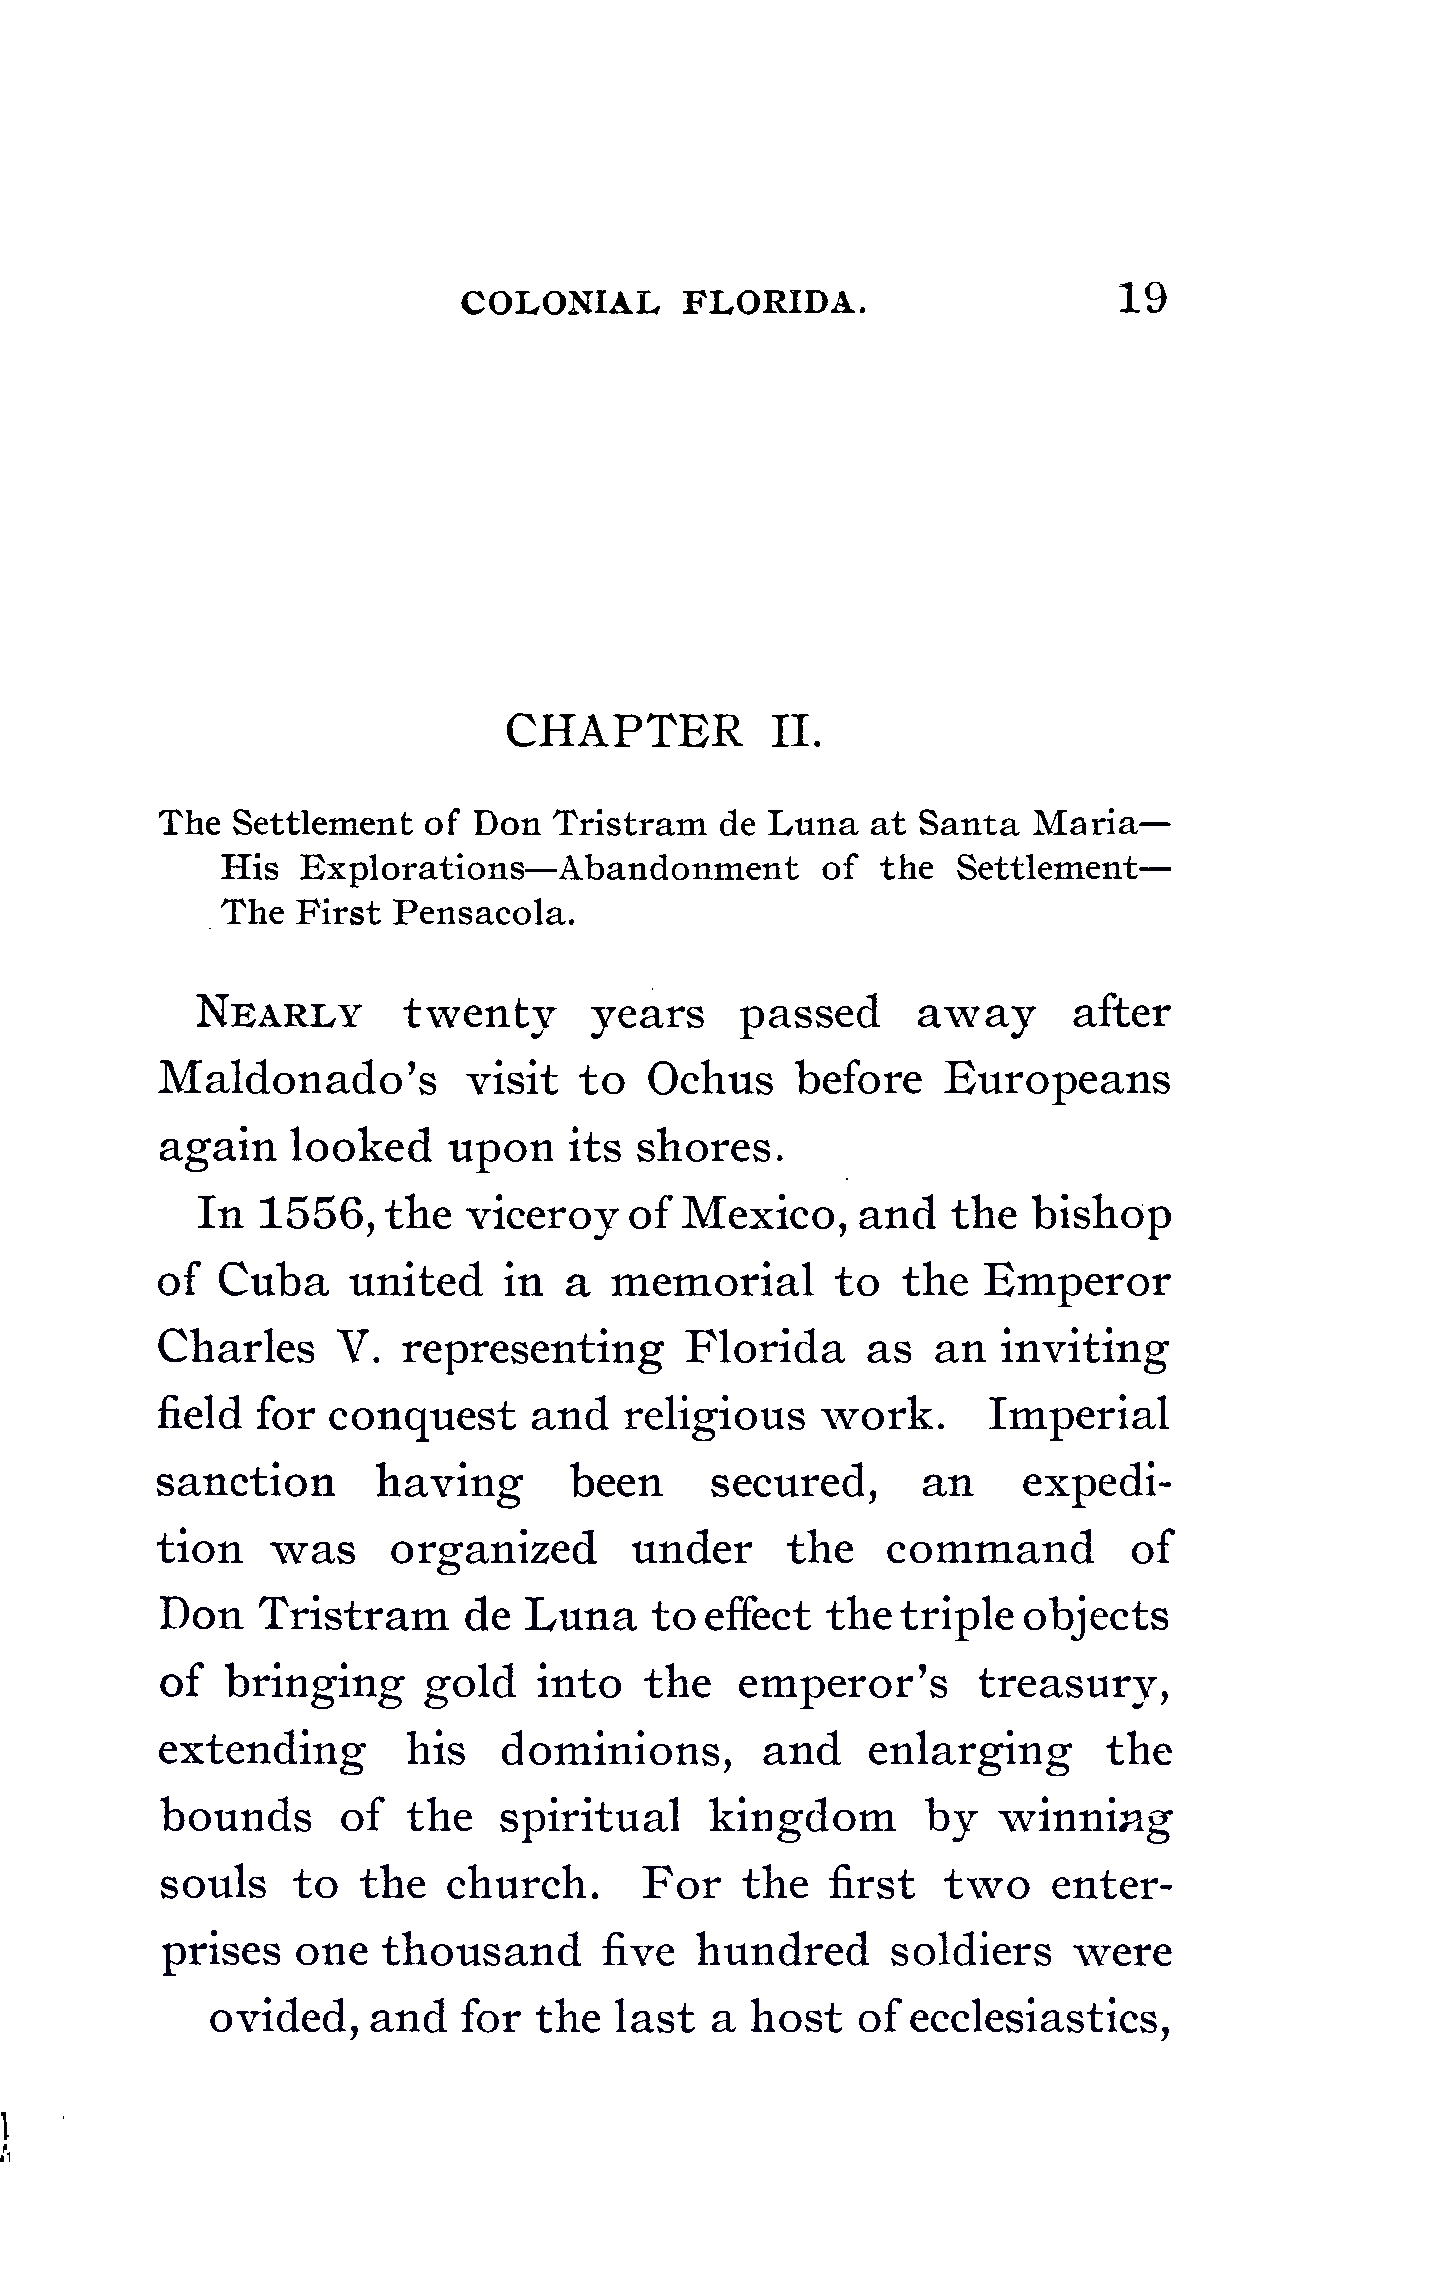 COLONIAL FLORIDA. 19
CHAPTER II.
The Settlement of Don Tristram de Luna at Santa Maria—
His Explorations—Abandonment of the Settlement—
The First Pensacola.
NEARLY twenty years passed away after
Maldonado's visit to Ochus before Europeans
again looked upon its shores.
In 1556, the viceroy of Mexico, and the bishop
of Cuba united in a memorial to the Emperor
Charles V. representing Florida as an inviting
field for conquest and religious work. Imperial
sanction having been secured, an expedi-
tion was organized under the command of
Don Tristram de Luna to effect the triple objects
of bringing gold into the emperor's treasury,
extending his dominions, and enlarging the
bounds of the spiritual kingdom by winning
souls to the church. For the first two enter-
prises one thousand five hundred soldiers were
ovided, and for the last a host of ecclesiastics,